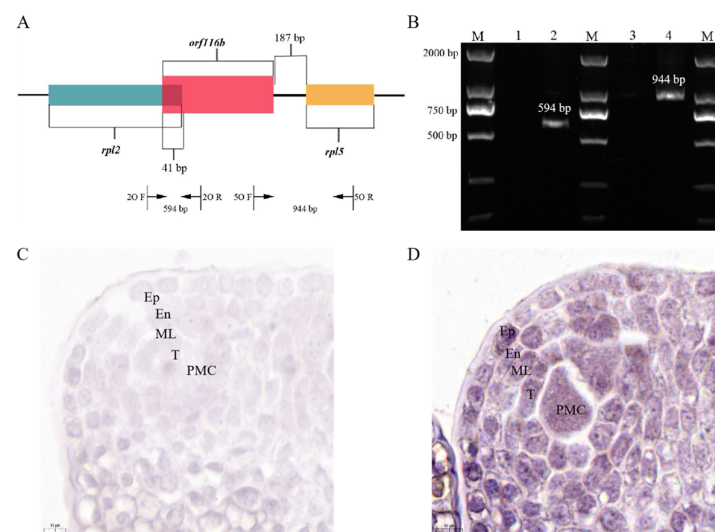 A
orf116b
187 bp
rpl2
41 bp
rpl5
2O F
2O R
5O F
5O R
594 bp
944 bp
B
M 1 2 M 3 4 M
2000 bp
944 bp
750 bp
594 bp
500 bp
C
Ep
En
ML
T
PMC
D
Ep
En
ML
T
PMC